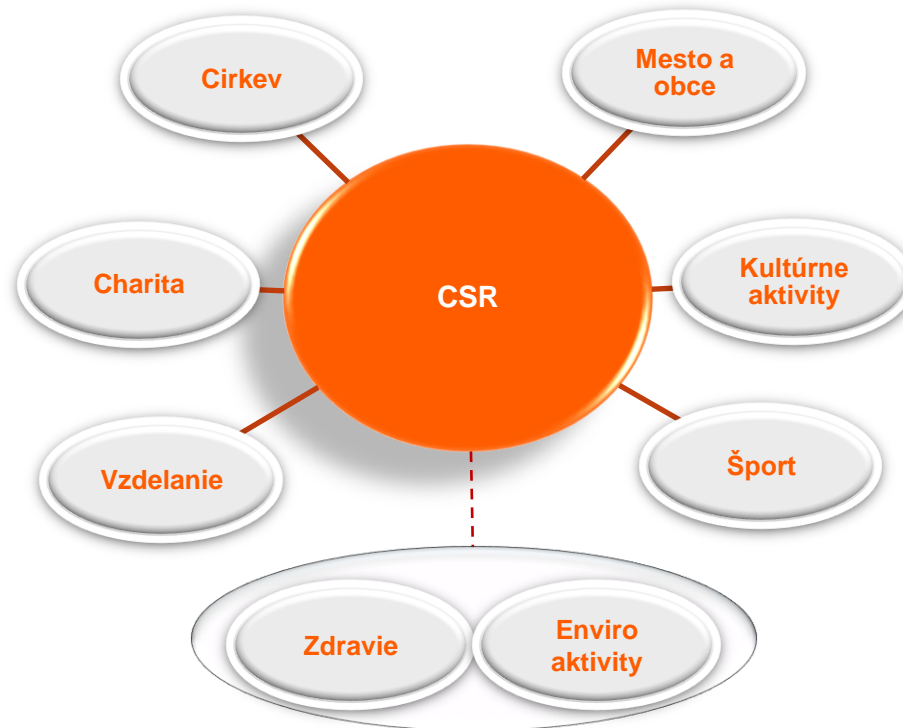 Cirkev
Mesto a
obce
Charita
CSR
Kultúrne
aktivity
Vzdelanie
Šport
Zdravie
Enviro
aktivity